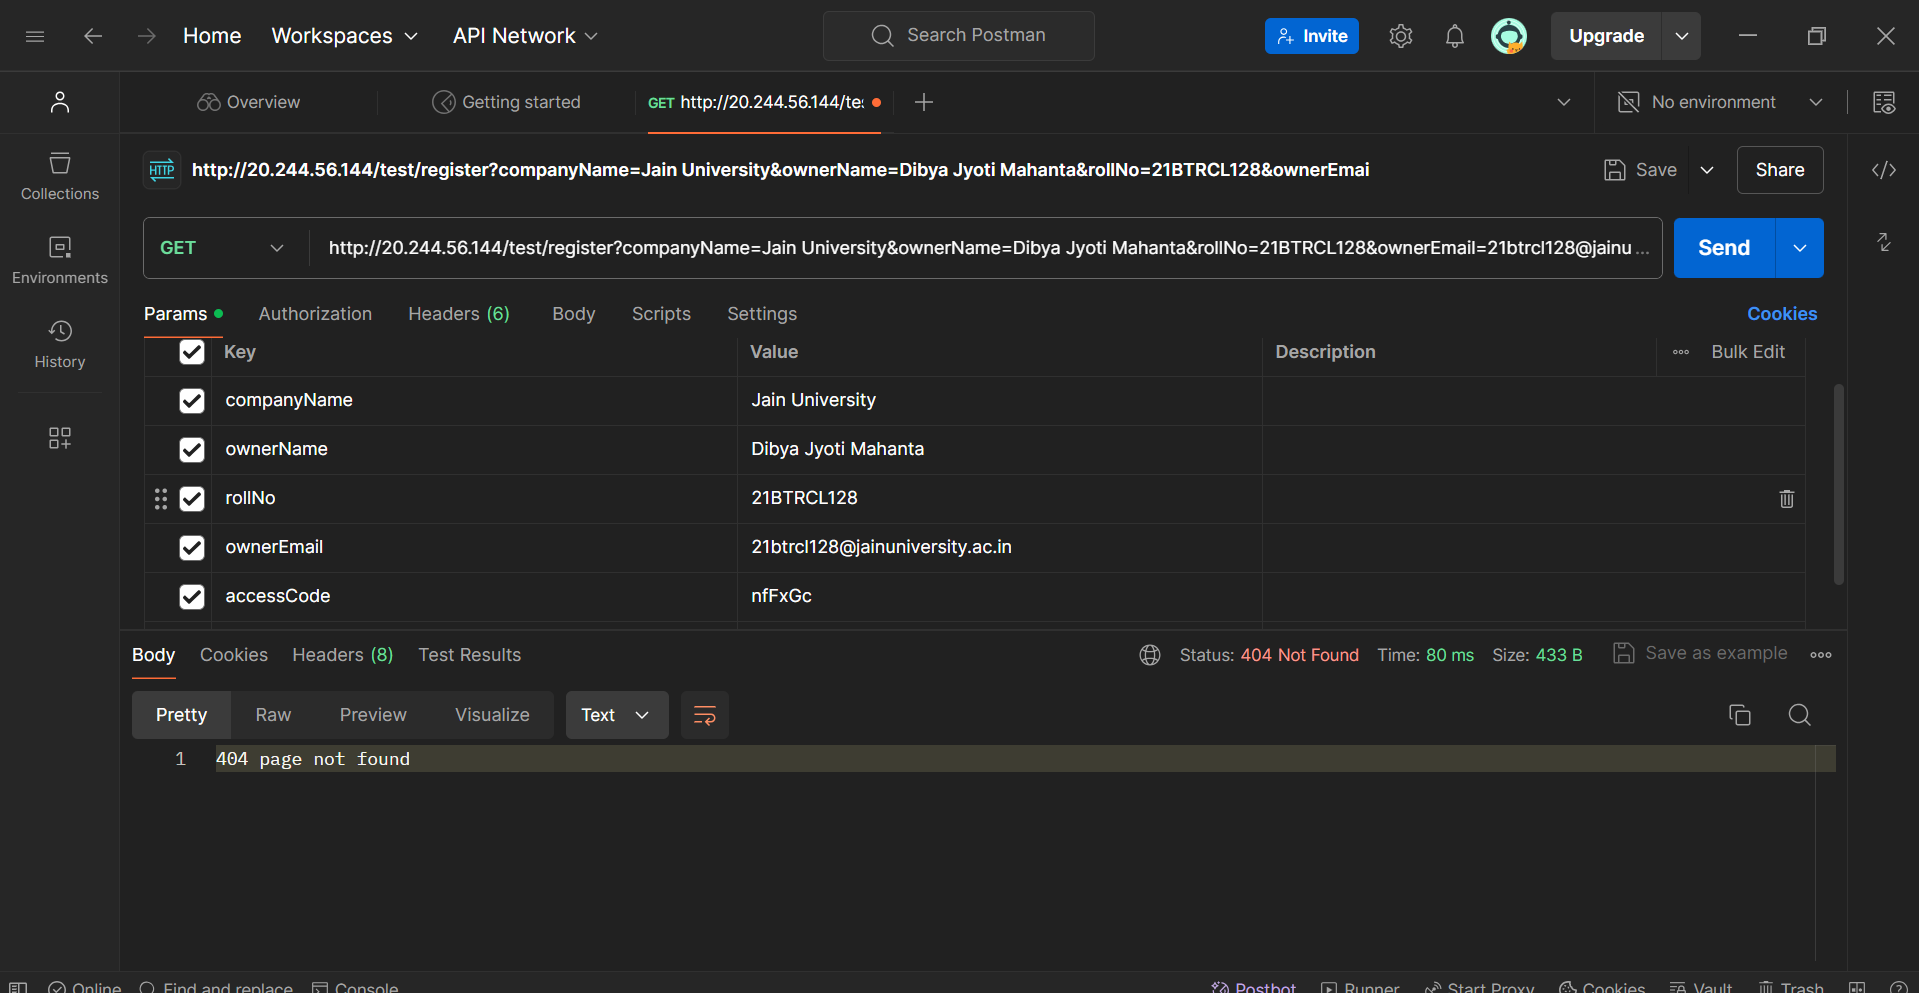 Home Workspaces API Network Search Postman Invite Upgrade
Overview Getting started GET http://20.244.56.144/tes No environment
HTTP http://20.244.56.144/test/register?companyName=Jain University&ownerName=Dibya Jyoti Mahanta&rollNo=21BTRCL128&ownerEmai Save Share
Collections
GET http://20.244.56.144/test/register?companyName=Jain University&ownerName=Dibya Jyoti Mahanta&rollNo=21BTRCL128&ownerEmail=21btrcl128@jainu ... Send
Environments
Params Authorization Headers (6) Body Scripts Settings Cookies
History
Key Value Description Bulk Edit
companyName Jain University
ownerName Dibya Jyoti Mahanta
rollNo 21BTRCL128
ownerEmail 21btrcl128@jainuniversity.ac.in
accessCode nfFxGc
Body Cookies Headers (8) Test Results Status: 404 Not Found Time: 80 ms Size: 433 B Save as example
Pretty Raw Preview Visualize Text
1 404 page not found
Online Find and replace Console Postbot Runner Start Proxy Cookies Vault Trash